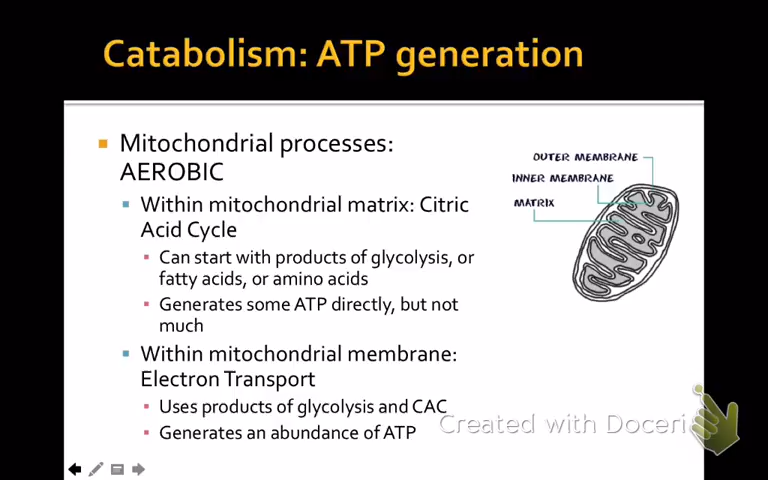 Catabolism: ATP generation
Mitochondrial processes:
AEROBIC
Within mitochondrial matrix: Citric
Acid Cycle
Can start with products of glycolysis, or
fatty acids, or amino acids
Generates some ATP directly, but not
much
Within mitochondrial membrane:
Electron Transport
Uses products of glycolysis and CAC
Generates an abundance of ATP
OUTER MEMBRANE
INNER MEMBRANE
MATRIX
Created with Doceri